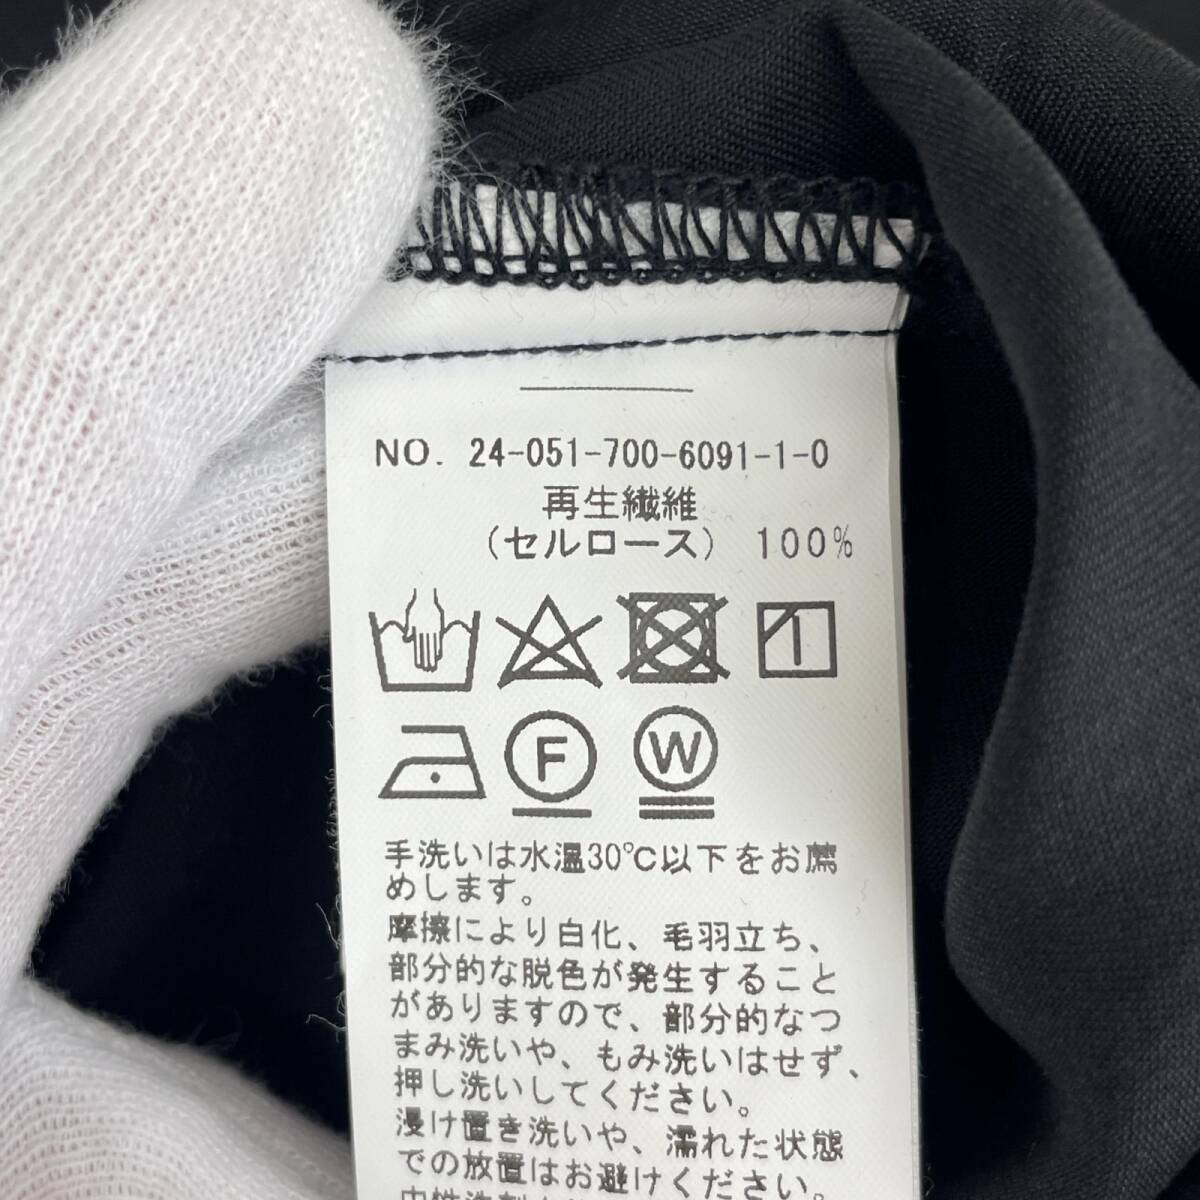 NO. 24-051-700-6091-1-0
再生繊維
(セルロース) 100%
F
W
手洗いは水温30℃以下をお薦
めします。
摩擦により白化、毛羽立ち、
部分的な脱色が発生すること
がありますので、部分的なつ
まみ洗いや、もみ洗いはせず、
押し洗いしてください。
浸け置き洗いや、濡れた状態
での放置はお避けください。